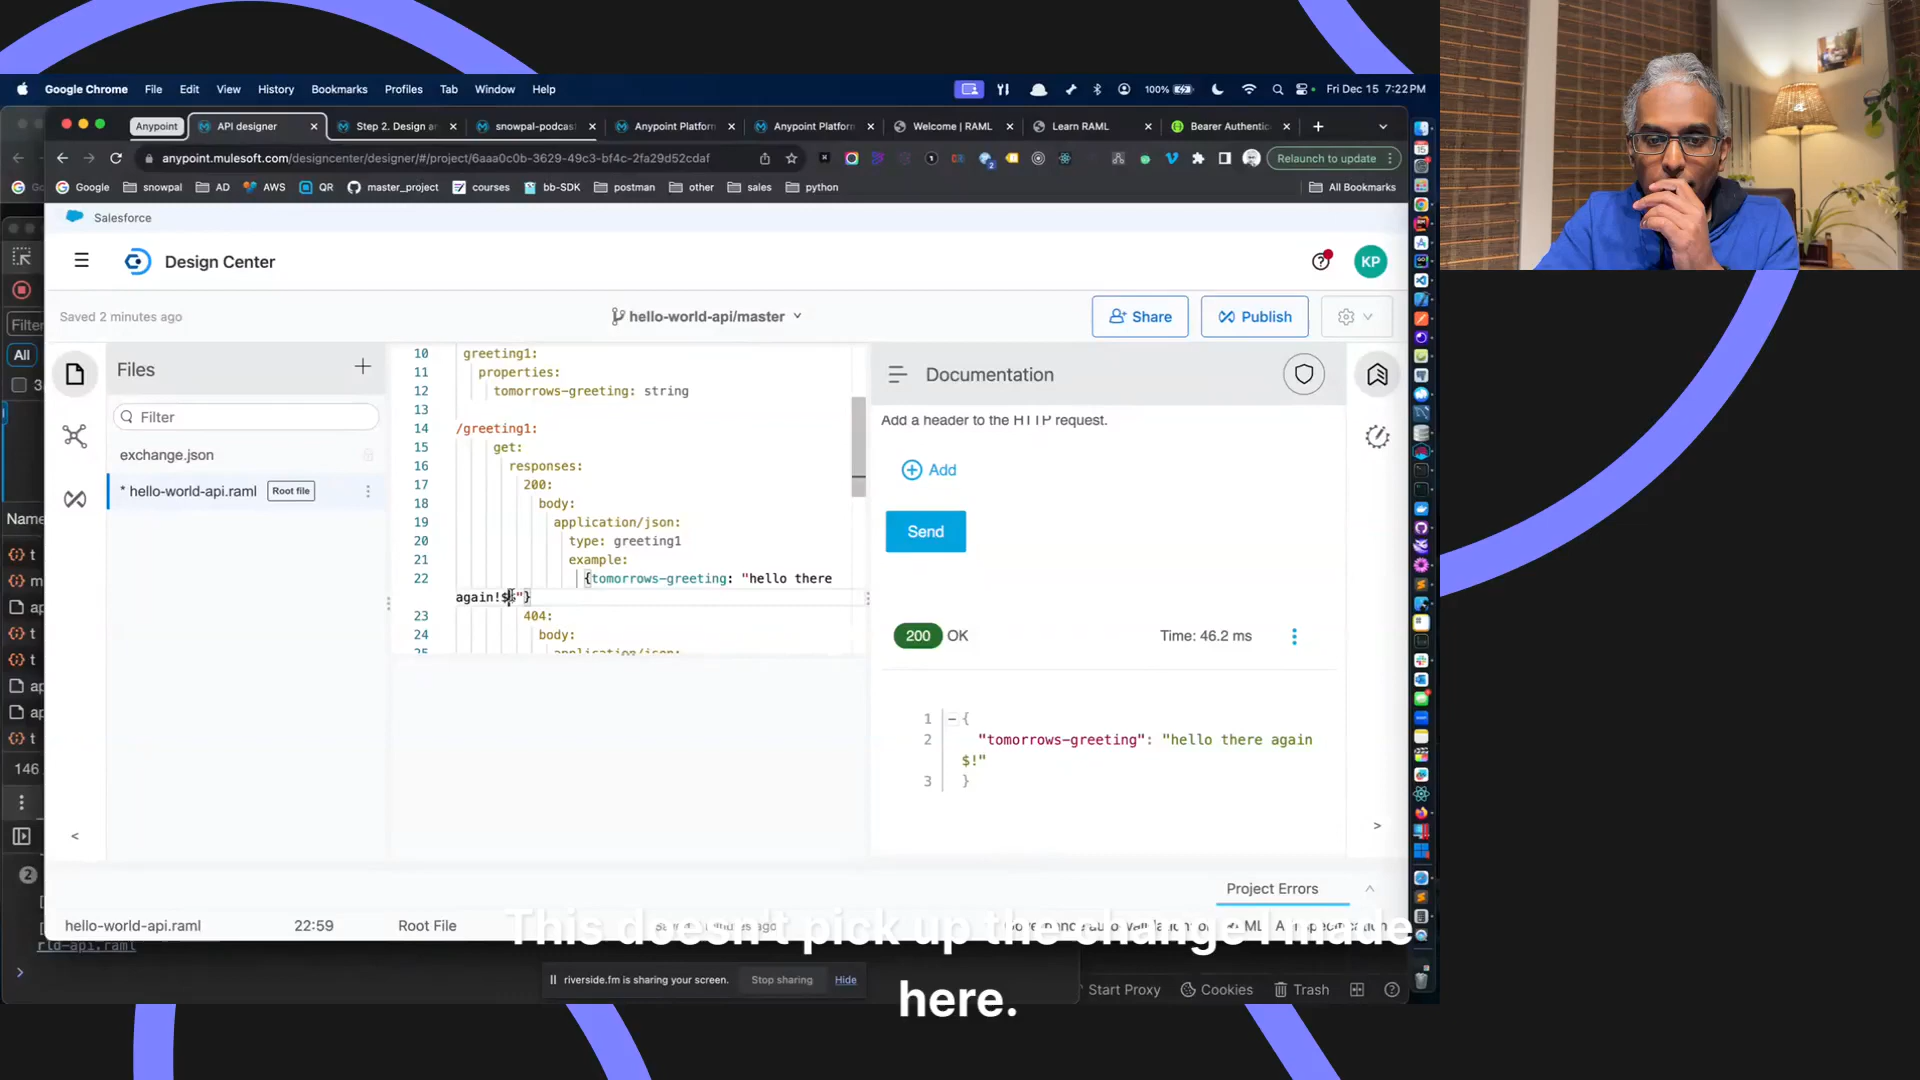 Google Chrome File Edit View History Bookmarks Profiles Tab Window Help 100% Fri Dec 15 7:22 PM
Anypoint API designer Step 2. Design a snowpal-podcas Anypoint Platform Anypoint Platform Welcome | RAML Learn RAML Bearer Authentic
anypoint.mulesoft.com/designcenter/designer/#/project/6aaa0c0b-3629-49c3-bf4c-2fa29d52cdaf Relaunch to update
Google snowpal AD AWS QR master_project courses bb-SDK postman other sales python All Bookmarks
Salesforce
Design Center KP
Saved 2 minutes ago hello-world-api/master Share Publish
Files
Filter
exchange.json
* hello-world-api.raml Root file
10 greeting1:
11 properties:
12 tomorrows-greeting: string
13
14 /greeting1:
15 get:
16 responses:
17 200:
18 body:
19 application/json:
20 type: greeting1
21 example:
22 {tomorrows-greeting: "hello there
again!$$"}
23 404:
24 body:
25 application/json:
Documentation
Add a header to the HTTP request.
Add
Send
200 OK Time: 46.2 ms
1 {
2 "tomorrows-greeting": "hello there again
$!"
3 }
Filter
All
Name
146
2
rld-api.raml
Project Errors
hello-world-api.raml 22:59 Root File
This doesn't pick up the change I made
here.
riverside.fm is sharing your screen. Stop sharing Hide
Start Proxy Cookies Trash